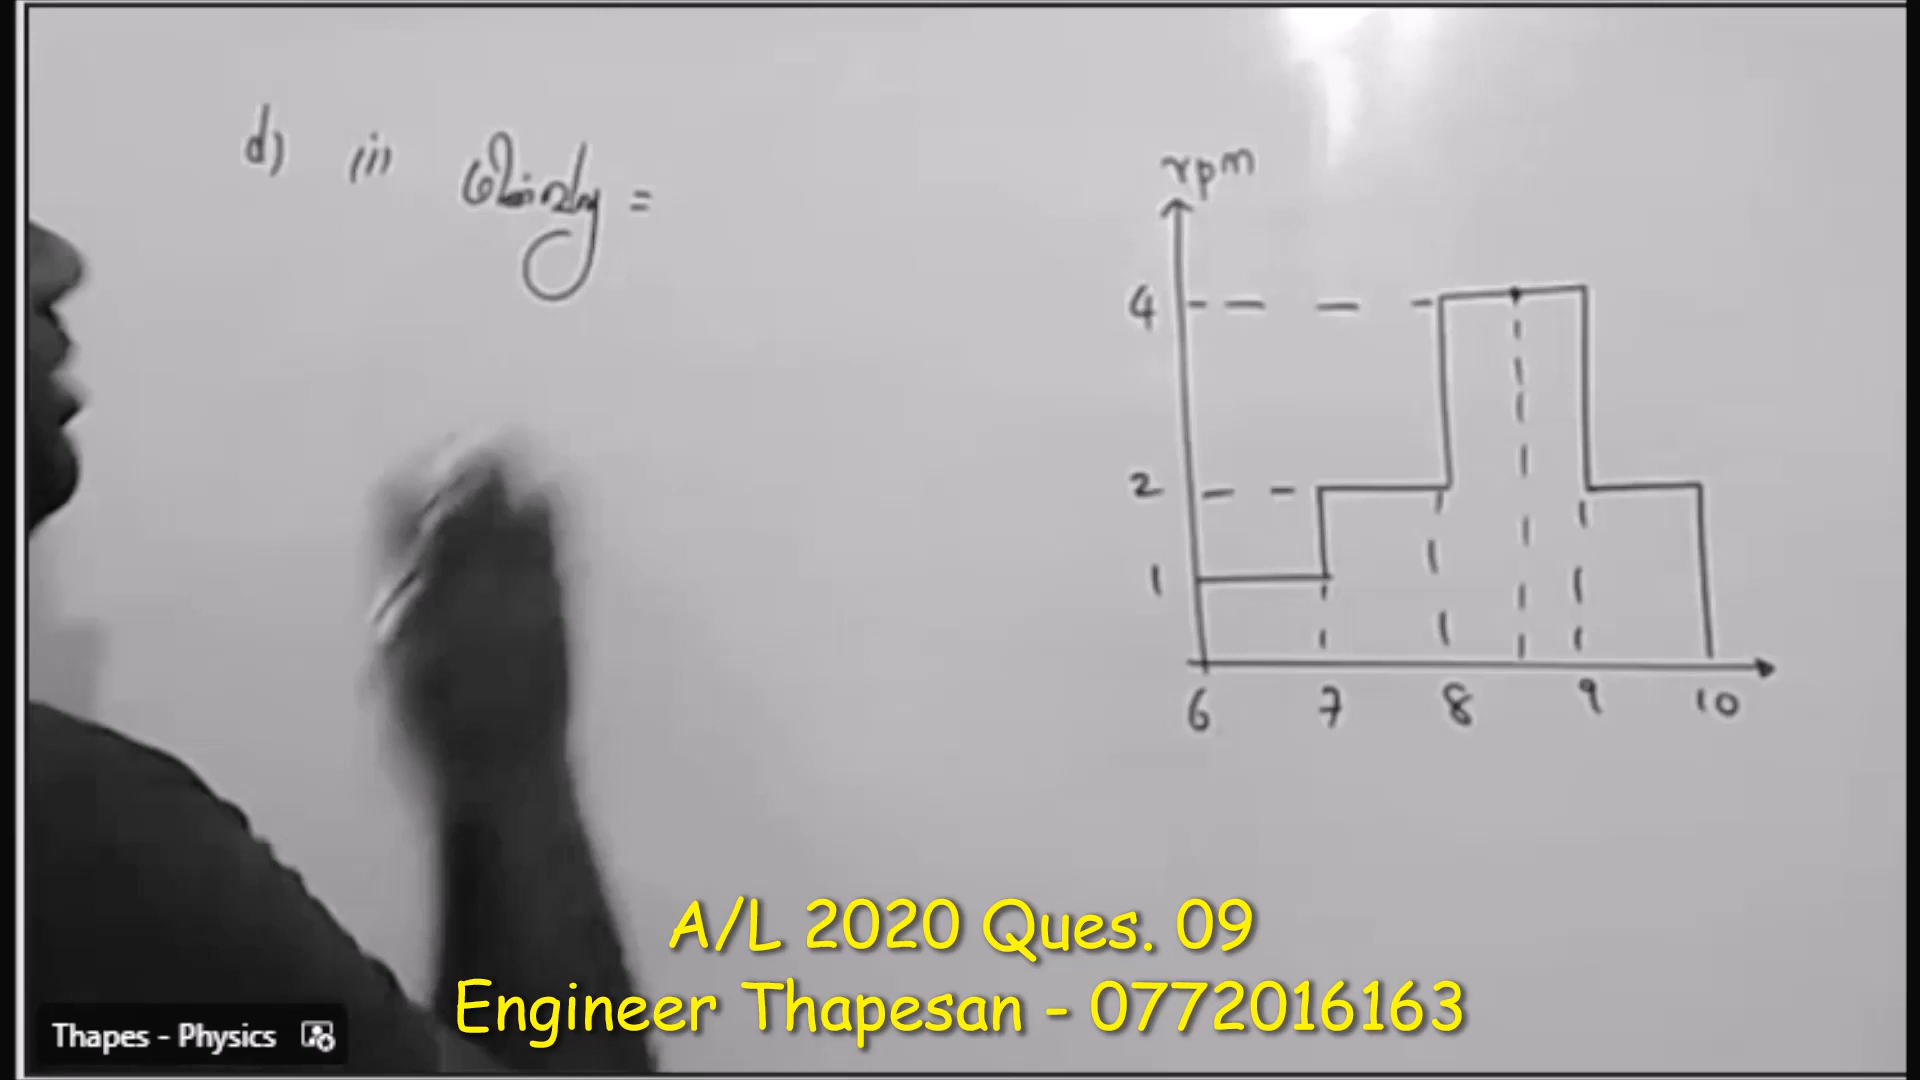 d) (ii) =
rpm
4
2
1
6 7 8 9 10
A/L 2020 Ques. 09
Engineer Thapesan - 0772016163
Thapes - Physics